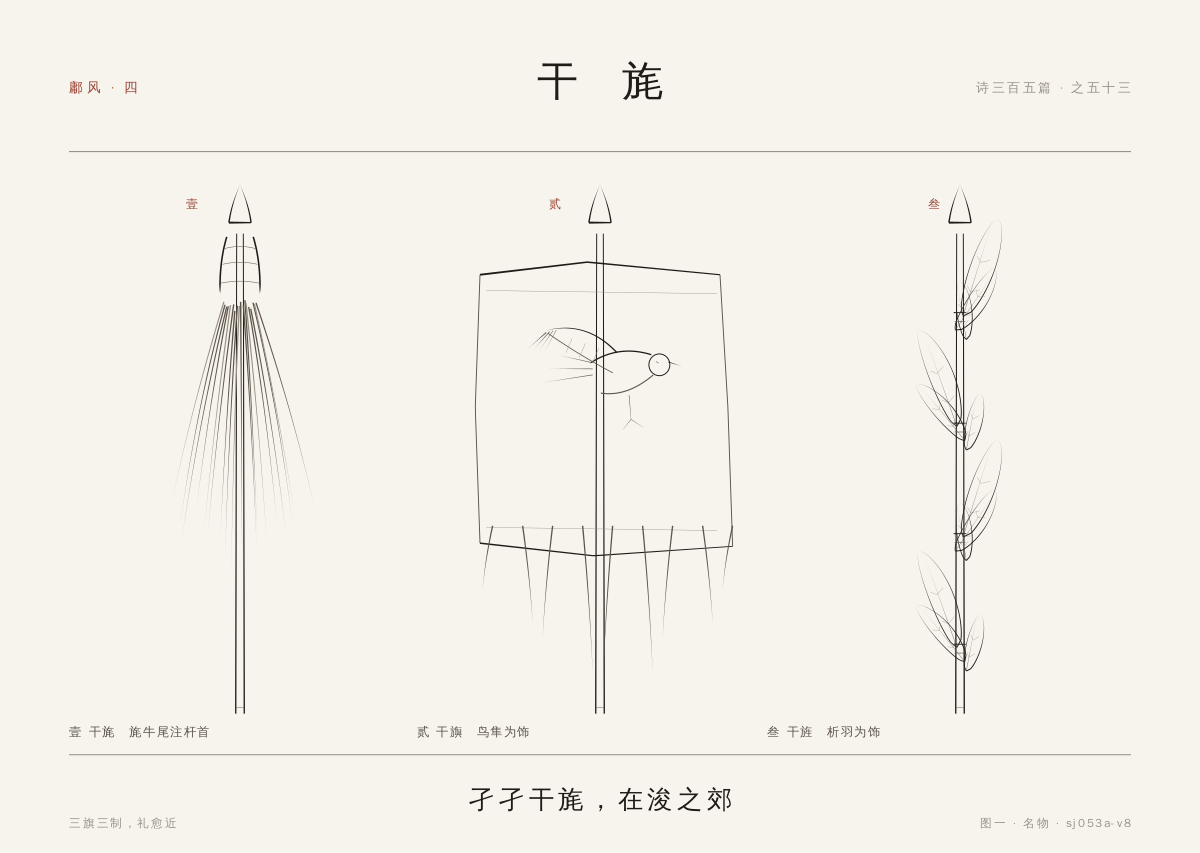 鄘风 · 四
干 旄
诗三百五篇 · 之五十三
壹
贰
叁
壹 干旄 旄牛尾注杆首
贰 干旟 鸟隼为饰
叁 干旌 析羽为饰
孑孑干旄，在浚之郊
三旗三制，礼愈近
图一 · 名物 · sj053a-v8